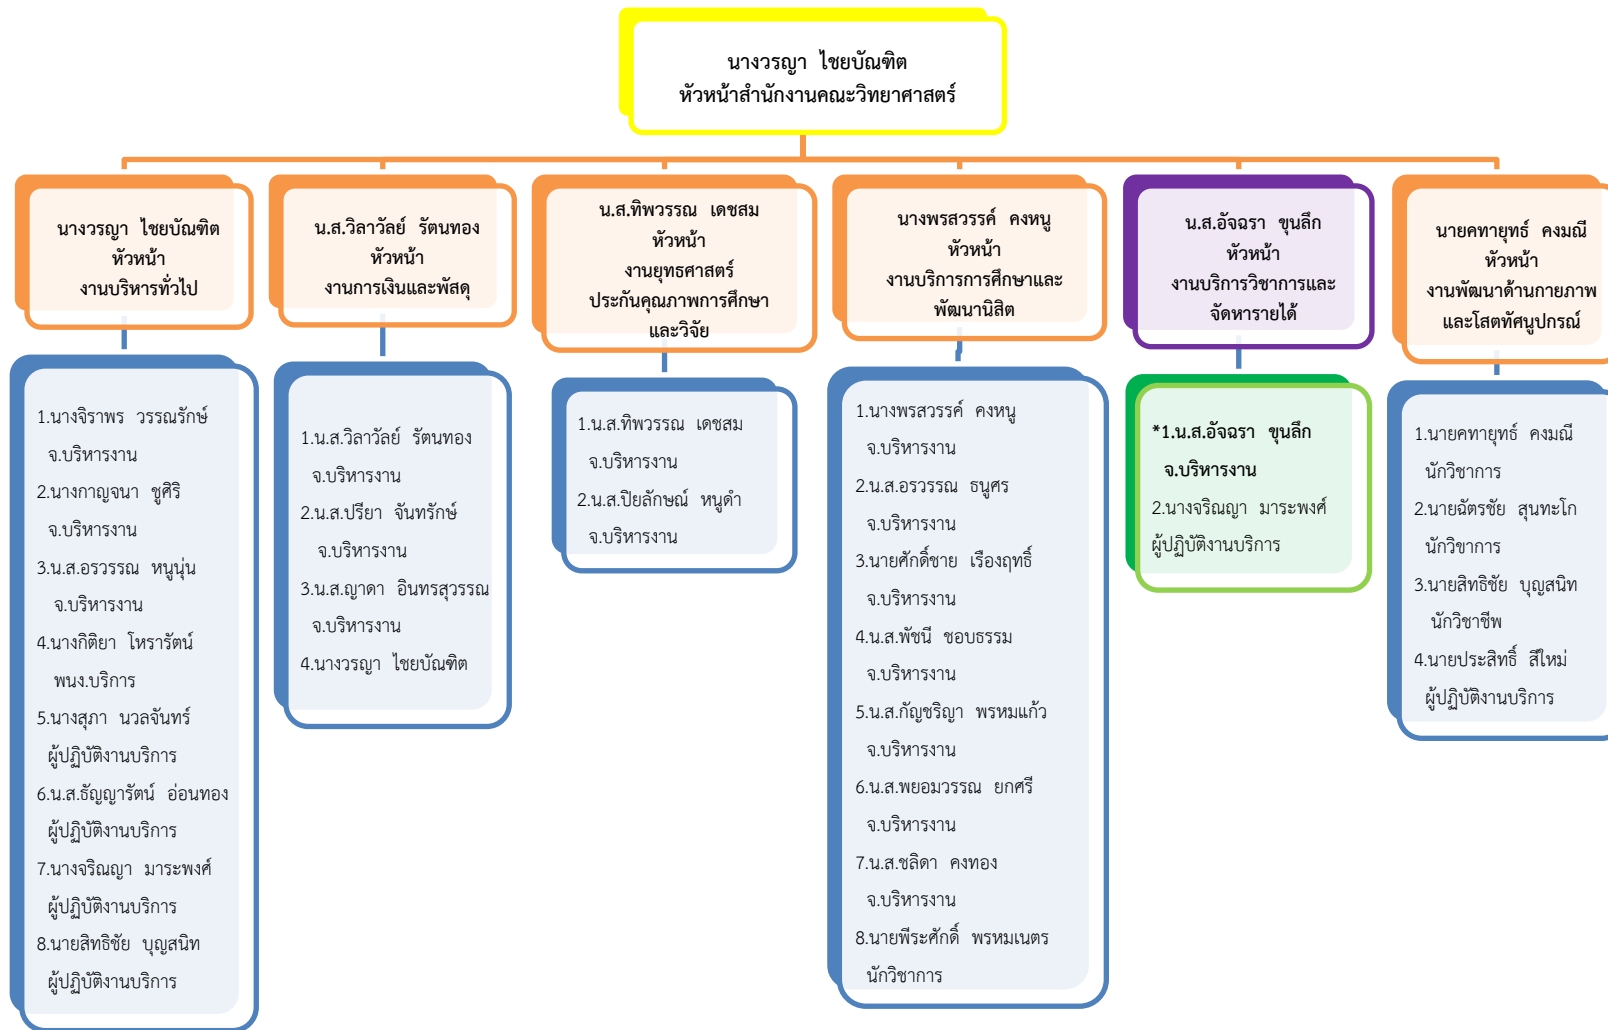 นางวรญา ไชยบัณฑิต
หัวหน้าสำนักงานคณะวิทยาศาสตร์
นางวรญา ไชยบัณฑิต
หัวหน้า
งานบริหารทั่วไป
น.ส.วิลาวัลย์ รัตนทอง
หัวหน้า
งานการเงินและพัสดุ
น.ส.ทิพวรรณ เดชสม
หัวหน้า
งานยุทธศาสตร์
ประกันคุณภาพการศึกษา
และวิจัย
นางพรสวรรค์ คงหนู
หัวหน้า
งานบริการการศึกษาและ
พัฒนานิสิต
น.ส.อัจฉรา ขุนลึก
หัวหน้า
งานบริการวิชาการและ
จัดหารายได้
นายคทายุทธ์ คงมณี
หัวหน้า
งานพัฒนาด้านกายภาพ
และโสตทัศนูปกรณ์
1.นางจิราพร วรรณรักษ์
จ.บริหารงาน
2.นางกาญจนา ชูศิริ
จ.บริหารงาน
3.น.ส.อรวรรณ หนูนุ่น
จ.บริหารงาน
4.นางกิติยา โหรารัตน์
พนง.บริการ
5.นางสุภา นวลจันทร์
ผู้ปฏิบัติงานบริการ
6.น.ส.ธัญญารัตน์ อ่อนทอง
ผู้ปฏิบัติงานบริการ
7.นางจริณญา มาระพงศ์
ผู้ปฏิบัติงานบริการ
8.นายสิทธิชัย บุญสนิท
ผู้ปฏิบัติงานบริการ
1.น.ส.วิลาวัลย์ รัตนทอง
จ.บริหารงาน
2.น.ส.ปรียา จันทรักษ์
จ.บริหารงาน
3.น.ส.ญาดา อินทรสุวรรณ
จ.บริหารงาน
4.นางวรญา ไชยบัณฑิต
1.น.ส.ทิพวรรณ เดชสม
จ.บริหารงาน
2.น.ส.ปิยลักษณ์ หนูดำ
จ.บริหารงาน
1.นางพรสวรรค์ คงหนู
จ.บริหารงาน
2.น.ส.อรวรรณ ธนูศร
จ.บริหารงาน
3.นายศักดิ์ชาย เรืองฤทธิ์
จ.บริหารงาน
4.น.ส.พัชนี ชอบธรรม
จ.บริหารงาน
5.น.ส.กัญชริญา พรหมแก้ว
จ.บริหารงาน
6.น.ส.พยอมวรรณ ยกศรี
จ.บริหารงาน
7.น.ส.ชลิดา คงทอง
จ.บริหารงาน
8.นายพีระศักดิ์ พรหมเนตร
นักวิชาการ
*1.น.ส.อัจฉรา ขุนลึก
จ.บริหารงาน
2.นางจริณญา มาระพงศ์
ผู้ปฏิบัติงานบริการ
1.นายคทายุทธ์ คงมณี
นักวิชาการ
2.นายฉัตรชัย สุนทะโก
นักวิขาการ
3.นายสิทธิชัย บุญสนิท
นักวิชาชีพ
4.นายประสิทธิ์ สีใหม่
ผู้ปฏิบัติงานบริการ